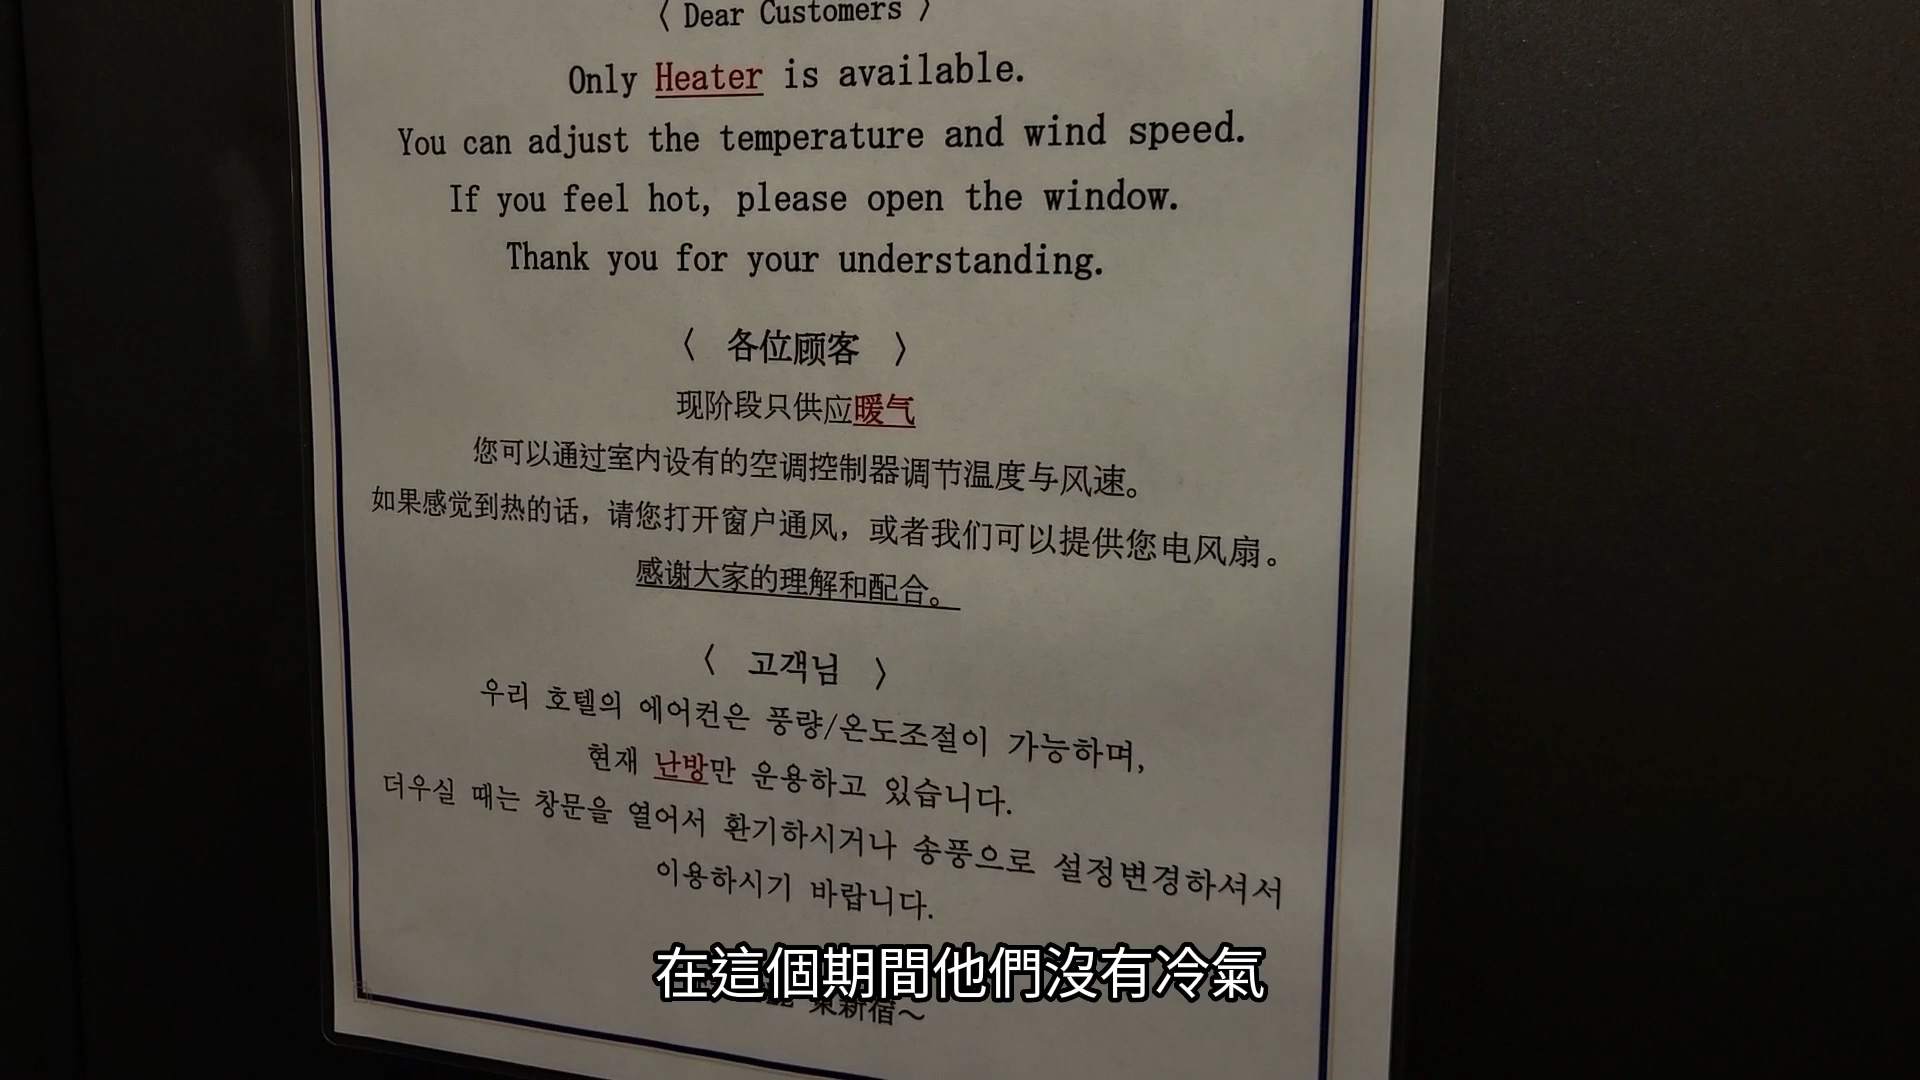 〈 Dear Customers 〉
Only Heater is available.
You can adjust the temperature and wind speed.
If you feel hot, please open the window.
Thank you for your understanding.
〈 各位顾客 〉
现阶段只供应暖气
您可以通过室内设有的空调控制器调节温度与风速。
如果感觉到热的话，请您打开窗户通风，或者我们可以提供您电风扇。
感谢大家的理解和配合。
〈 고객님 〉
우리 호텔의 에어컨은 풍량/온도조절이 가능하며,
현재 난방만 운용하고 있습니다.
더우실 때는 창문을 열어서 환기하시거나 송풍으로 설정변경하셔서
이용하시기 바랍니다.
在這個期間他們沒有冷氣
東新宿～